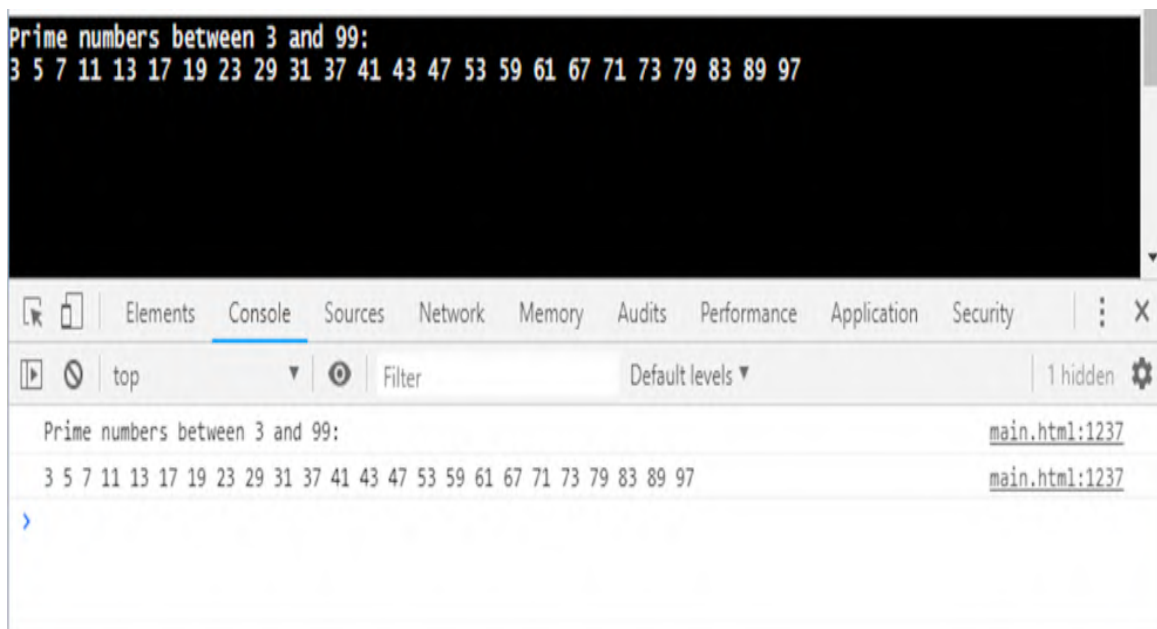 Prime numbers between 3 and 99:
3 5 7 11 13 17 19 23 29 31 37 41 43 47 53 59 61 67 71 73 79 83 89 97
Elements Console Sources Network Memory Audits Performance Application Security
top Filter Default levels 1 hidden
Prime numbers between 3 and 99: main.html:1237
3 5 7 11 13 17 19 23 29 31 37 41 43 47 53 59 61 67 71 73 79 83 89 97 main.html:1237